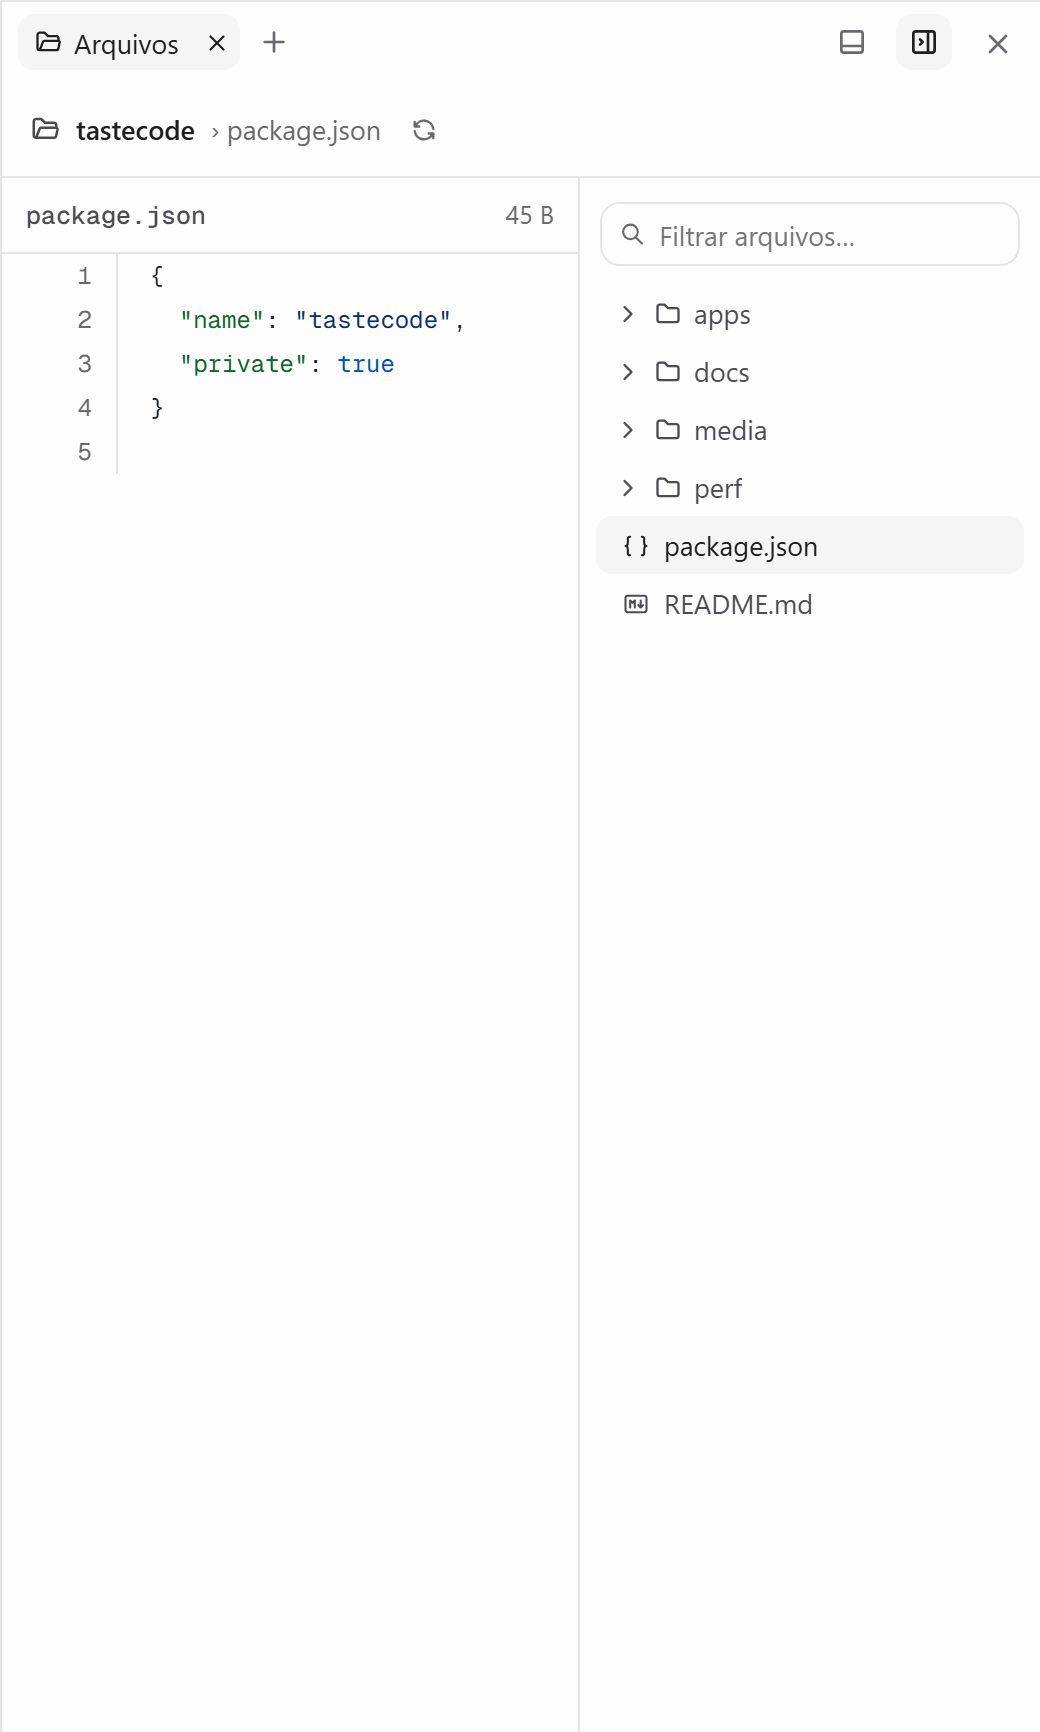 Arquivos
tastecode › package.json
package.json 45 B
1 {
2 "name": "tastecode",
3 "private": true
4 }
5
Filtrar arquivos...
apps
docs
media
perf
{ } package.json
README.md